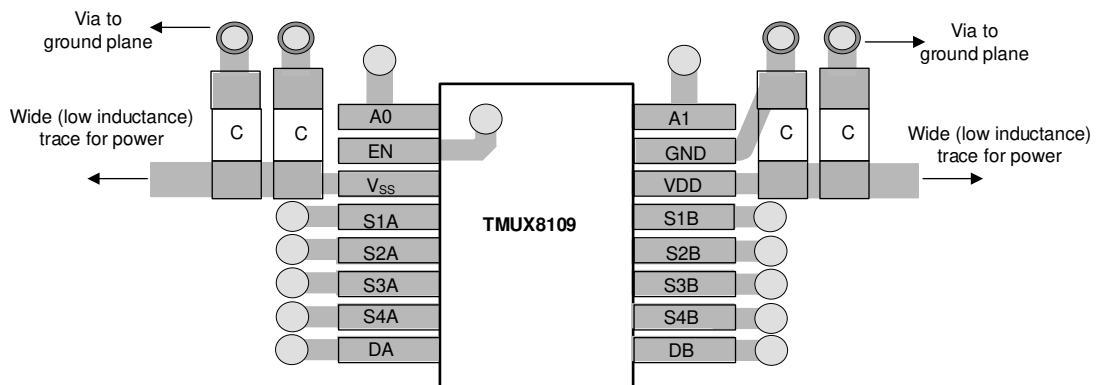 Via to
ground plane
Via to
ground plane
Wide (low inductance)
trace for power
C
C
C
C
Wide (low inductance)
trace for power
A0
A1
EN
GND
VSS
VDD
S1A
TMUX8109
S1B
S2A
S2B
S3A
S3B
S4A
S4B
DA
DB